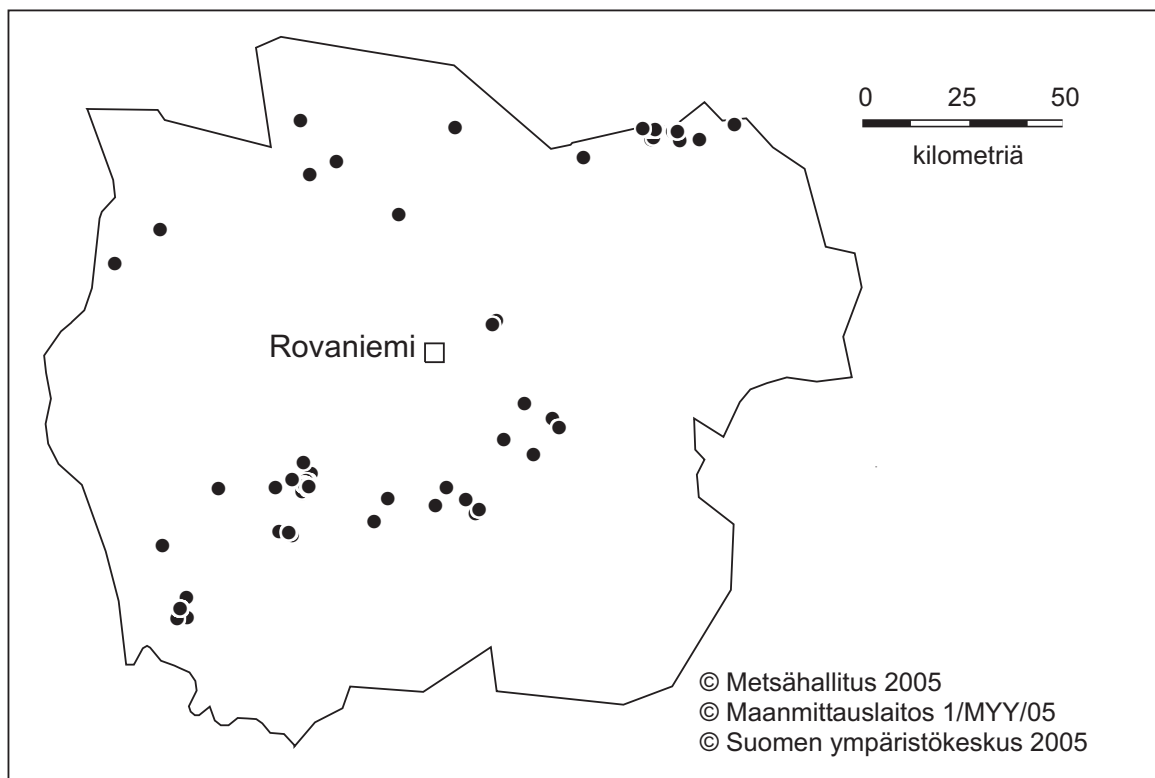 0 25 50
kilometriä
Rovaniemi
© Metsähallitus 2005
© Maanmittauslaitos 1/MYY/05
© Suomen ympäristökeskus 2005